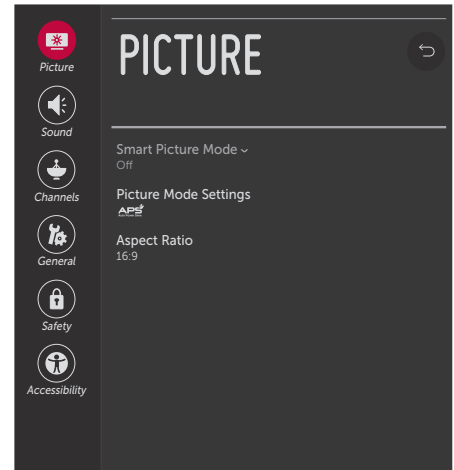 PICTURE
Picture
Sound
Channels
General
Safety
Accessibility
Smart Picture Mode
Off
Picture Mode Settings
APS
Aspect Ratio
16:9